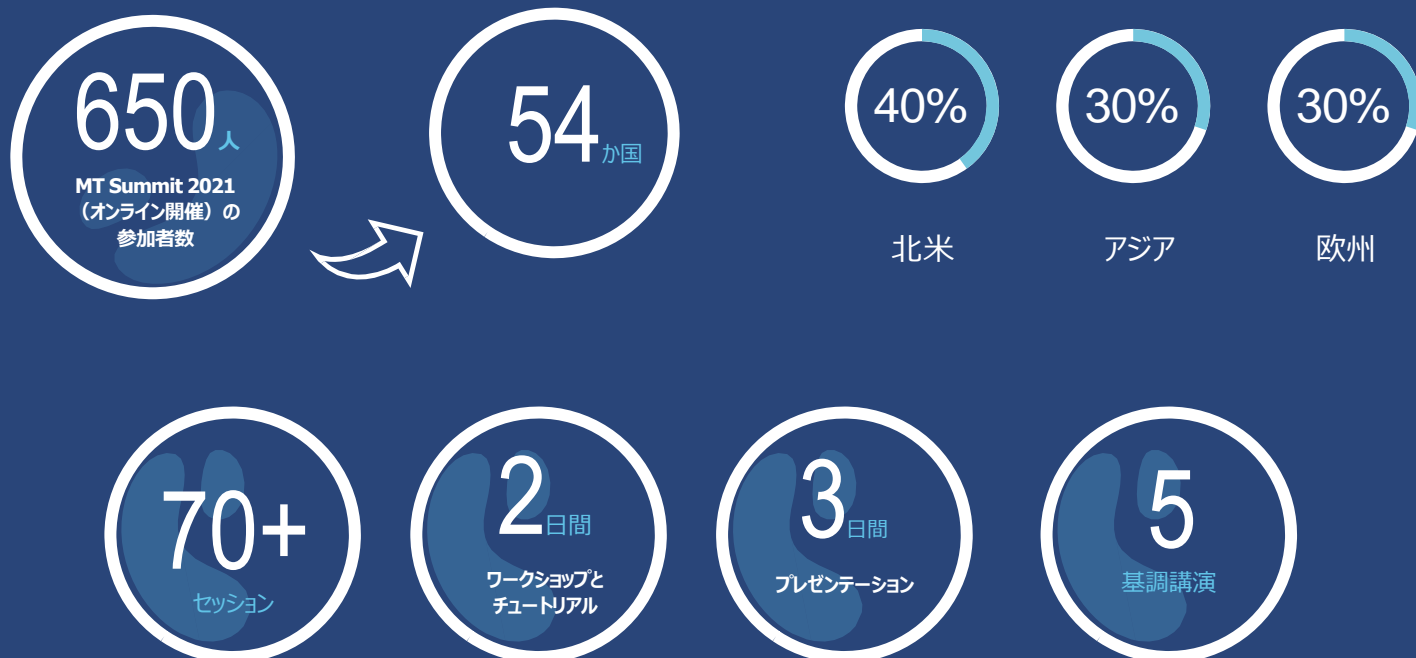 650人
MT Summit 2021
（オンライン開催）の
参加者数
54か国
40%
北米
30%
アジア
30%
欧州
70+
セッション
2日間
ワークショップと
チュートリアル
3日間
プレゼンテーション
5
基調講演